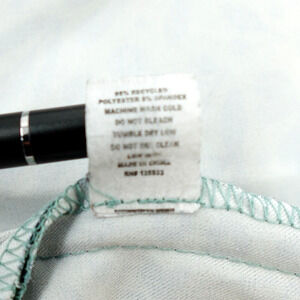 95% RECYCLED
POLYESTER 5% SPANDEX
MACHINE WASH COLD
DO NOT BLEACH
TUMBLE DRY LOW
DO NOT DRY CLEAN
MADE IN CHINA